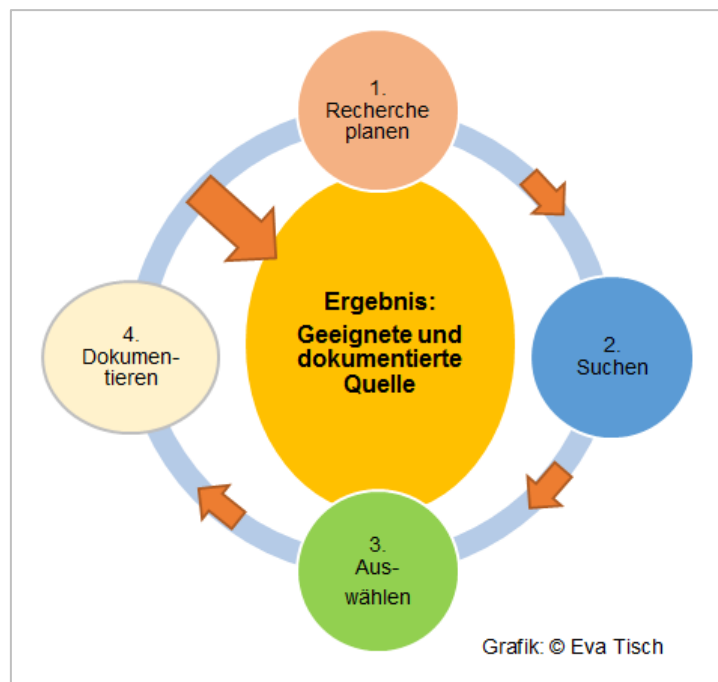 1.
Recherche
planen
2.
Suchen
3.
Aus-
wählen
4.
Dokumen-
tieren
Ergebnis:
Geeignete und
dokumentierte
Quelle
Grafik: © Eva Tisch